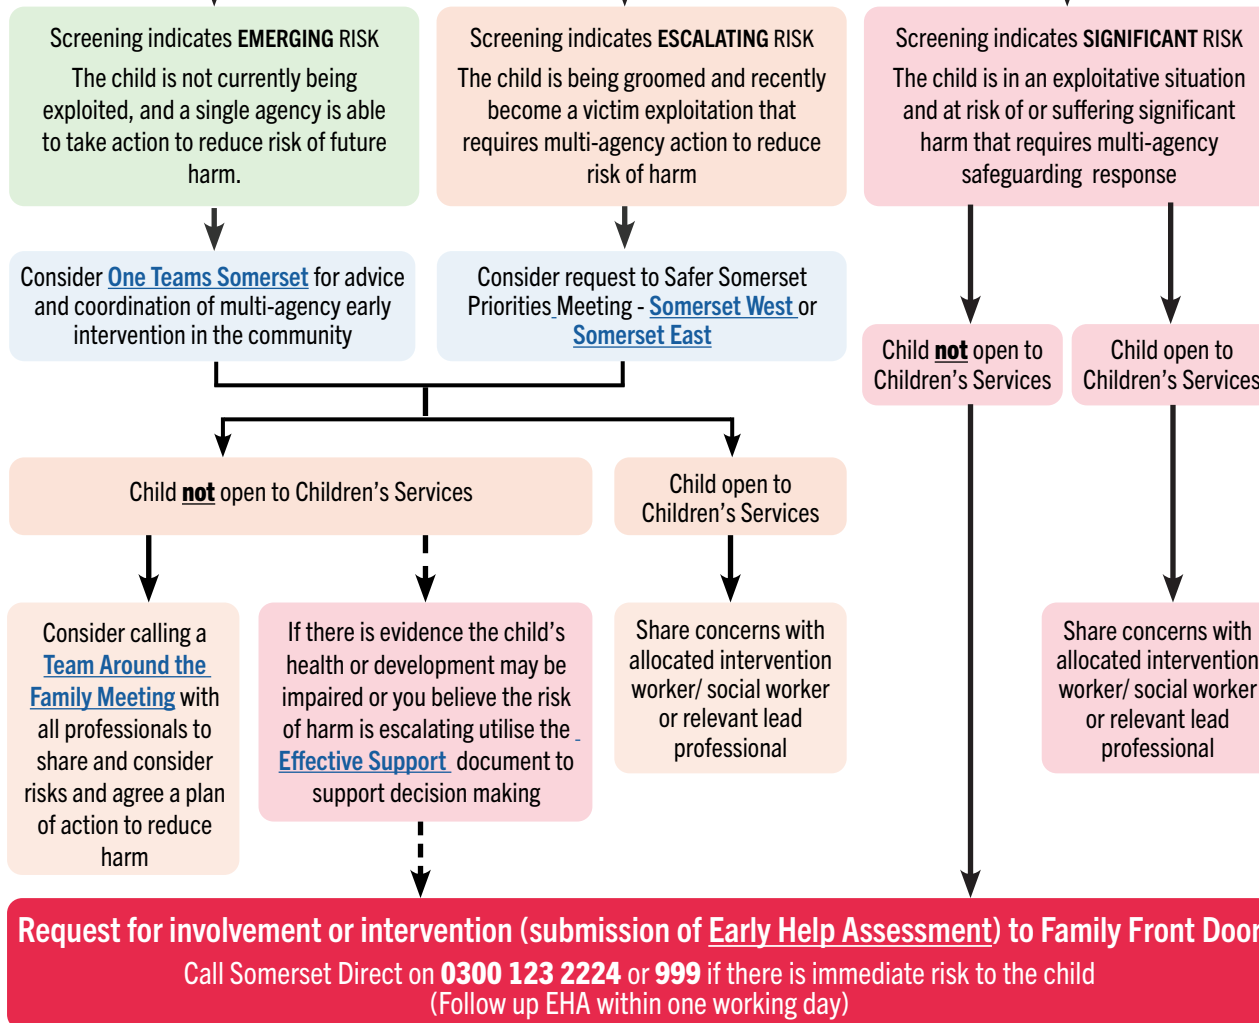 Screening indicates EMERGING RISK
The child is not currently being
exploited, and a single agency is able
to take action to reduce risk of future
harm.
Screening indicates ESCALATING RISK
The child is being groomed and recently
become a victim exploitation that
requires multi-agency action to reduce
risk of harm
Screening indicates SIGNIFICANT RISK
The child is in an exploitative situation
and at risk of or suffering significant
harm that requires multi-agency
safeguarding response
Consider One Teams Somerset for advice
and coordination of multi-agency early
intervention in the community
Consider request to Safer Somerset
Priorities Meeting - Somerset West or
Somerset East
Child not open to
Children's Services
Child open to
Children's Services
Child not open to Children's Services
Child open to
Children's Services
Consider calling a
Team Around the
Family Meeting with
all professionals to
share and consider
risks and agree a plan
of action to reduce
harm
If there is evidence the child's
health or development may be
impaired or you believe the risk
of harm is escalating utilise the
Effective Support document to
support decision making
Share concerns with
allocated intervention
worker/ social worker
or relevant lead
professional
Share concerns with
allocated intervention
worker/ social worker
or relevant lead
professional
Request for involvement or intervention (submission of Early Help Assessment) to Family Front Door
Call Somerset Direct on 0300 123 2224 or 999 if there is immediate risk to the child
(Follow up EHA within one working day)